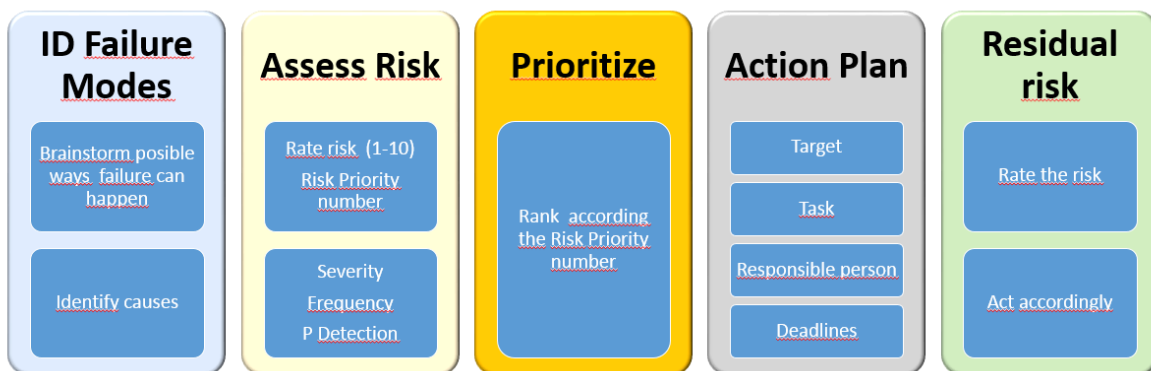 ID Failure
Modes
Brainstorm posible
ways failure can
happen
Identify causes
Assess Risk
Rate risk (1-10)
Risk Priority
number
Severity
Frequency
P Detection
Prioritize
Rank according
the Risk Priority
number
Action Plan
Target
Task
Responsible person
Deadlines
Residual
risk
Rate the risk
Act accordingly